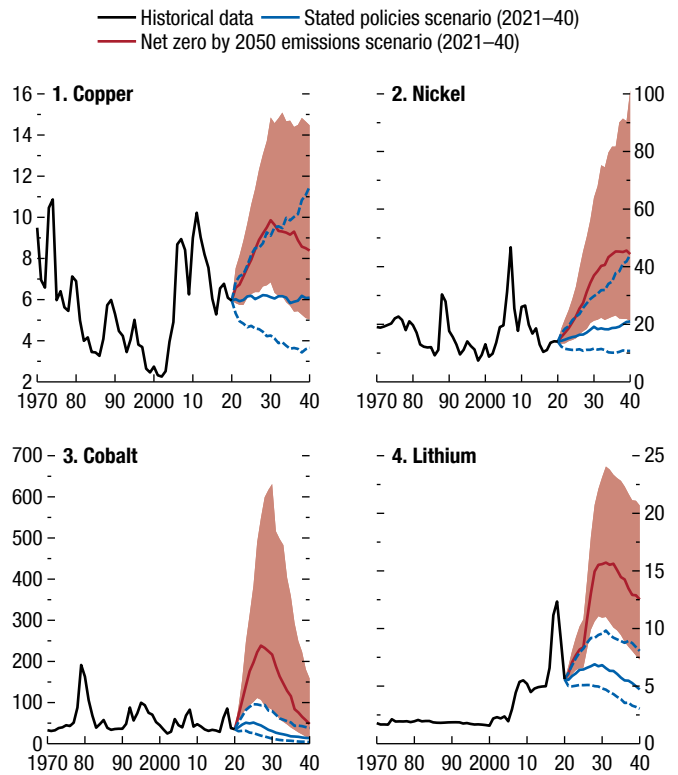 Historical data Stated policies scenario (2021–40)
Net zero by 2050 emissions scenario (2021–40)
1. Copper
16
14
12
10
8
6
4
2
1970 80 90 2000 10 20 30 40
2. Nickel
100
80
60
40
20
0
1970 80 90 2000 10 20 30 40
3. Cobalt
700
600
500
400
300
200
100
0
1970 80 90 2000 10 20 30 40
4. Lithium
25
20
15
10
5
0
1970 80 90 2000 10 20 30 40